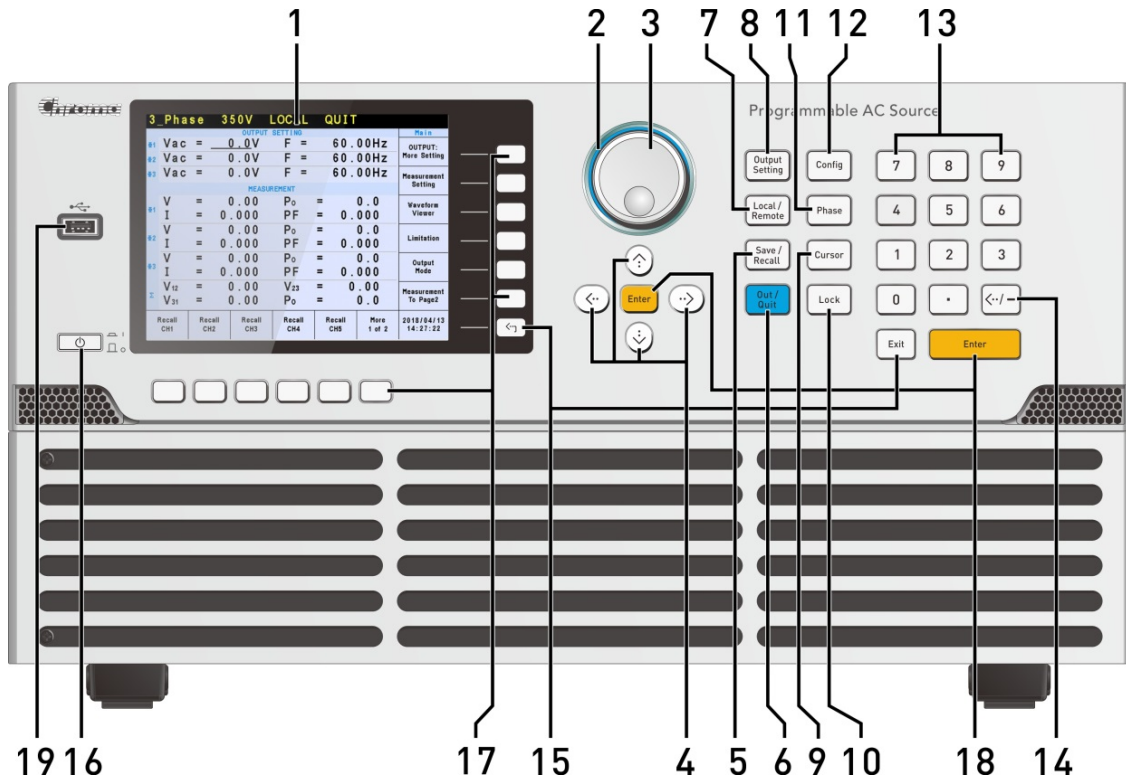 1 2 3 7 8 11 12 13
Programmable AC Source
3_Phase 350V LOCAL QUIT
OUTPUT SETTING Main
ø1 Vac = 0.0V F = 60.00Hz
ø2 Vac = 0.0V F = 60.00Hz
ø3 Vac = 0.0V F = 60.00Hz
OUTPUT:
More Setting
Measurement
Setting
Waveform
Viewer
Limitation
Output
Mode
Measurement
To Page2
MEASUREMENT
ø1 V = 0.00 Po = 0.0
I = 0.000 PF = 0.000
ø2 V = 0.00 Po = 0.0
I = 0.000 PF = 0.000
ø3 V = 0.00 Po = 0.0
I = 0.000 PF = 0.000
Σ V12 = 0.00 V23 = 0.00
V31 = 0.00 Po = 0.0
Recall CH1
Recall CH2
Recall CH3
Recall CH4
Recall CH5
More 1 of 2
2018/04/13
14:27:22
Enter
Output Setting
Config
7 8 9
Local / Remote
Phase
4 5 6
Save / Recall
Cursor
1 2 3
Out / Quit
Lock
0 . / −
Exit
Enter
I
O
19 16 17 15 4 5 6 9 10 18 14